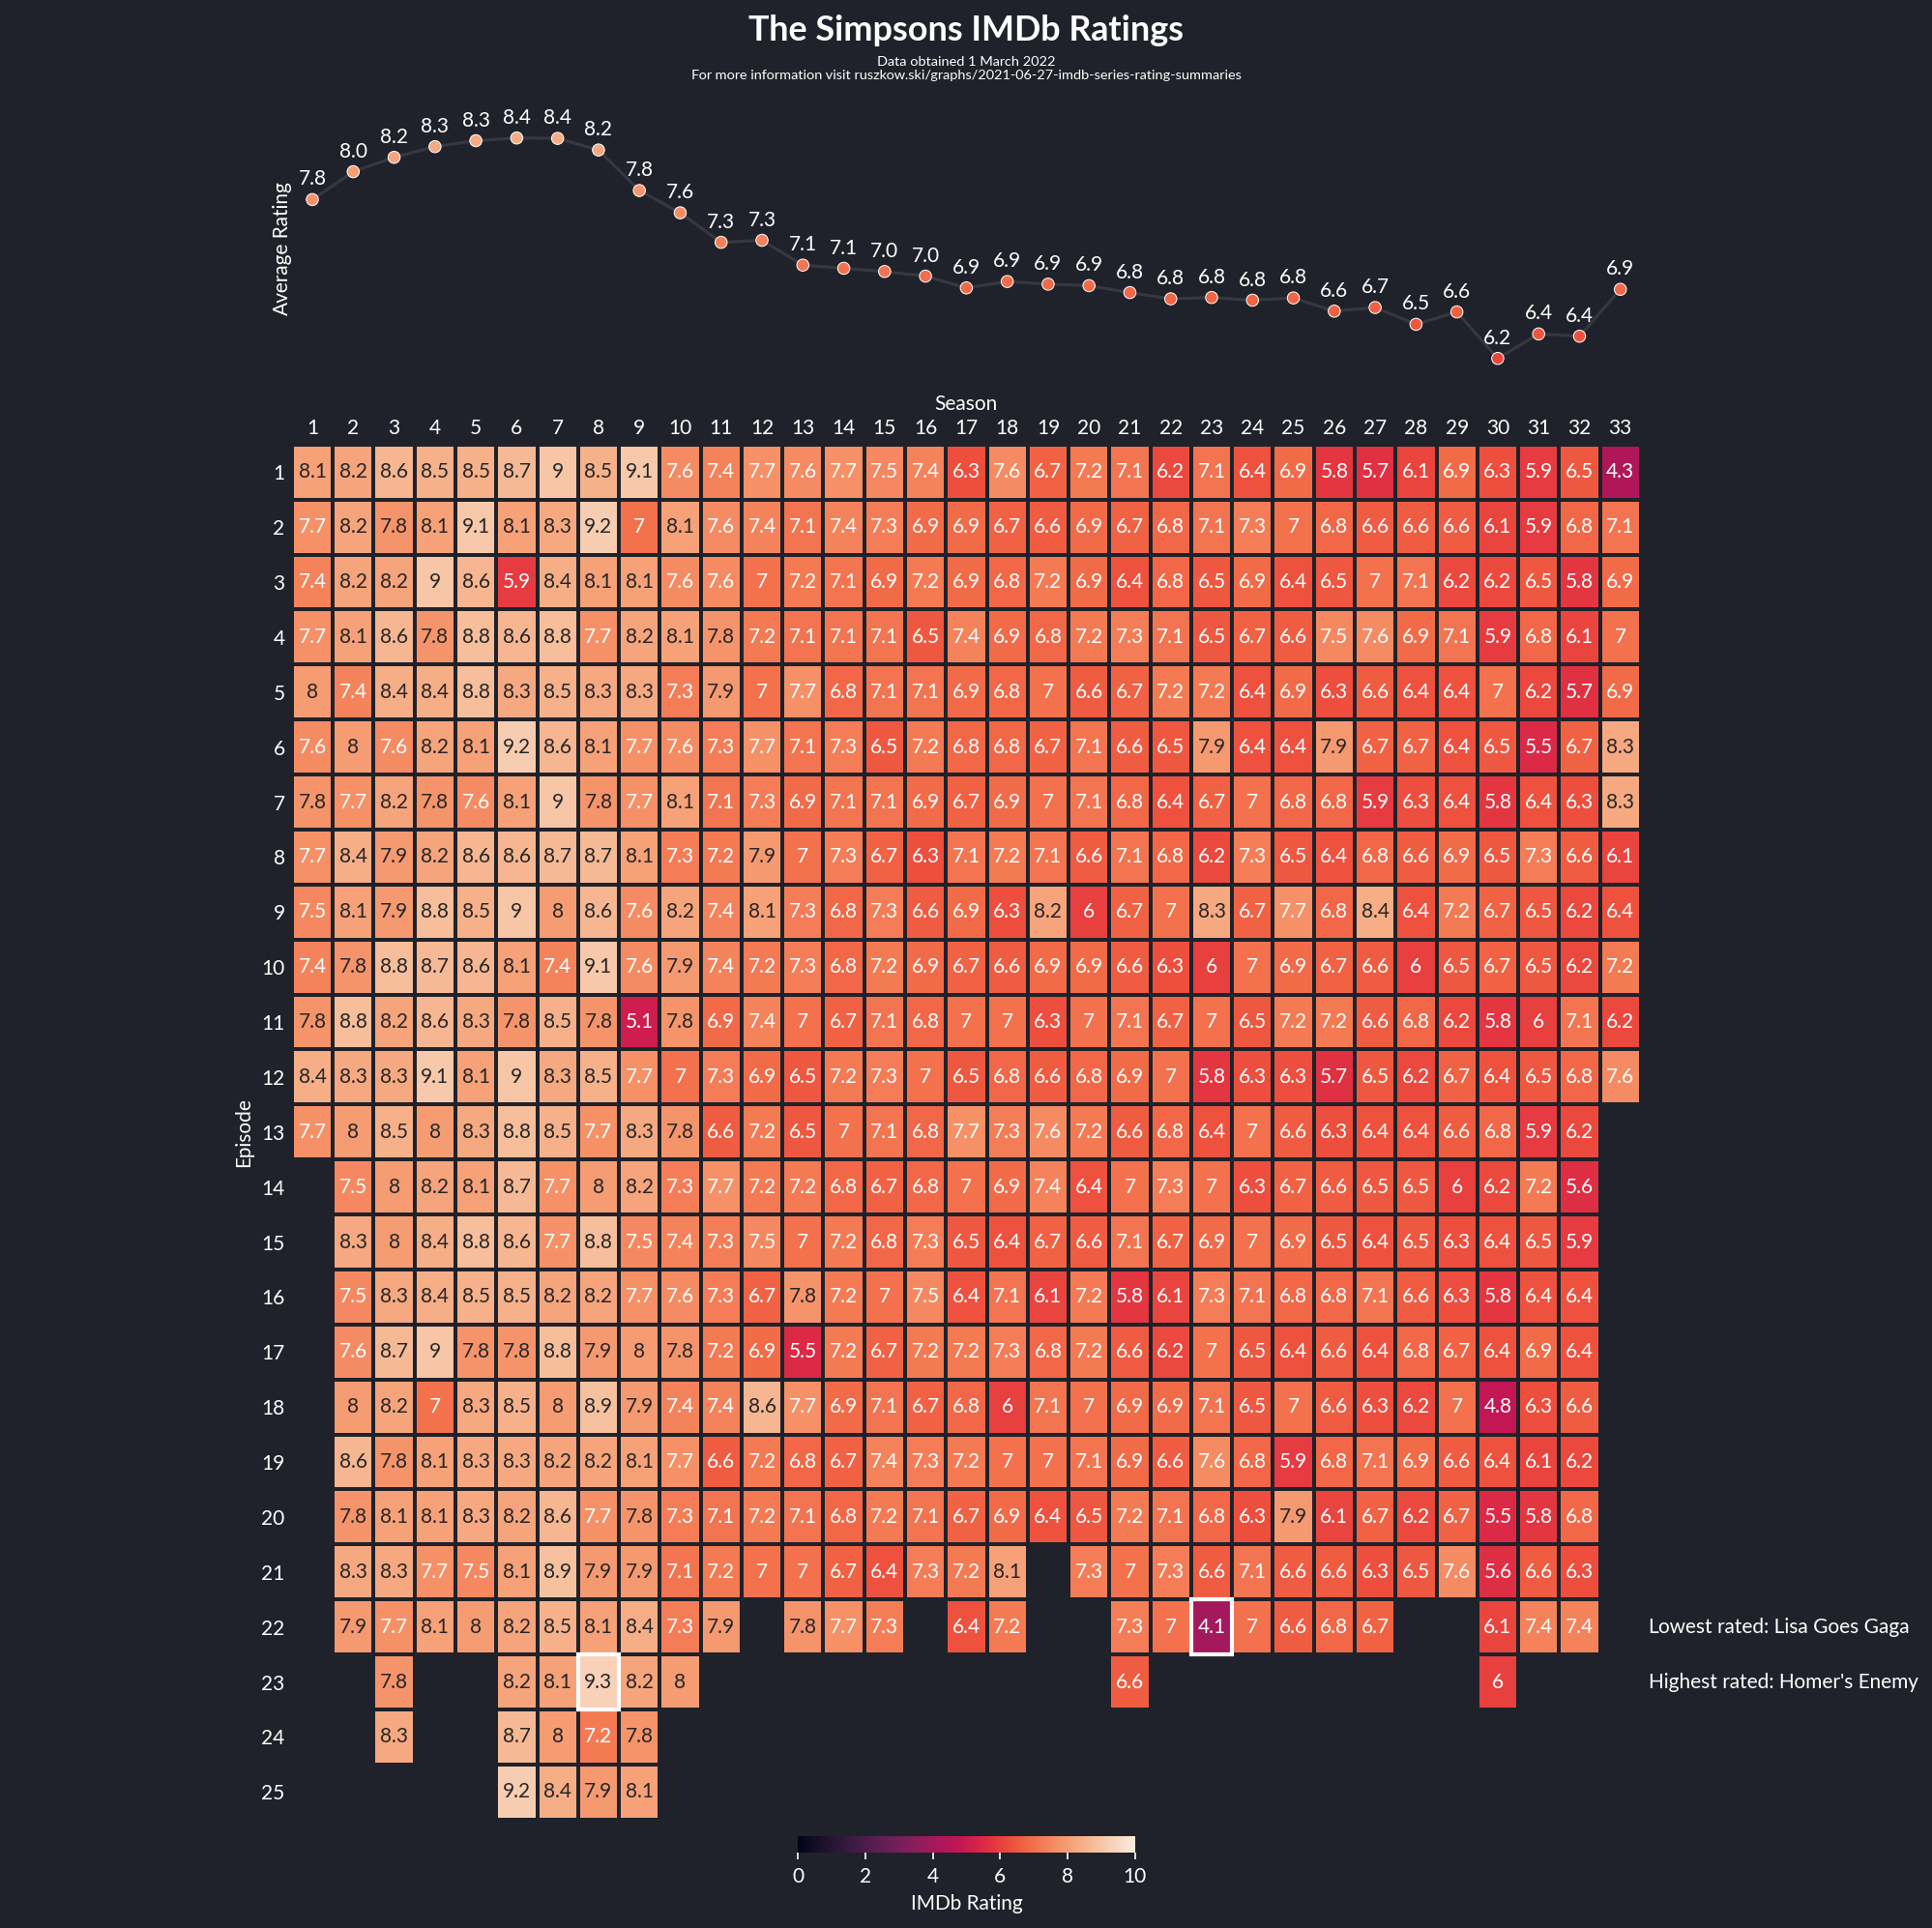 The Simpsons IMDb Ratings
Data obtained 1 March 2022
For more information visit ruszkow.ski/graphs/2021-06-27-imdb-series-rating-summaries
Average Rating
7.8 8.0 8.2 8.3 8.3 8.4 8.4 8.2 7.8 7.6 7.3 7.3 7.1 7.1 7.0 7.0 6.9 6.9 6.9 6.9 6.8 6.8 6.8 6.8 6.8 6.6 6.7 6.5 6.6 6.2 6.4 6.4 6.9
Season
1 2 3 4 5 6 7 8 9 10 11 12 13 14 15 16 17 18 19 20 21 22 23 24 25 26 27 28 29 30 31 32 33
Episode
1 8.1 8.2 8.6 8.5 8.5 8.7 9 8.5 9.1 7.6 7.4 7.7 7.6 7.7 7.5 7.4 6.3 7.6 6.7 7.2 7.1 6.2 7.1 6.4 6.9 5.8 5.7 6.1 6.9 6.3 5.9 6.5 4.3
2 7.7 8.2 7.8 8.1 9.1 8.1 8.3 9.2 7 8.1 7.6 7.4 7.1 7.4 7.3 6.9 6.9 6.7 6.6 6.9 6.7 6.8 7.1 7.3 7 6.8 6.6 6.6 6.6 6.1 5.9 6.8 7.1
3 7.4 8.2 8.2 9 8.6 5.9 8.4 8.1 8.1 7.6 7.6 7 7.2 7.1 6.9 7.2 6.9 6.8 7.2 6.9 6.4 6.8 6.5 6.9 6.4 6.5 7 7.1 6.2 6.2 6.5 5.8 6.9
4 7.7 8.1 8.6 7.8 8.8 8.6 8.8 7.7 8.2 8.1 7.8 7.2 7.1 7.1 7.1 6.5 7.4 6.9 6.8 7.2 7.3 7.1 6.5 6.7 6.6 7.5 7.6 6.9 7.1 5.9 6.8 6.1 7
5 8 7.4 8.4 8.4 8.8 8.3 8.5 8.3 8.3 7.3 7.9 7 7.7 6.8 7.1 7.1 6.9 6.8 7 6.6 6.7 7.2 7.2 6.4 6.9 6.3 6.6 6.4 6.4 7 6.2 5.7 6.9
6 7.6 8 7.6 8.2 8.1 9.2 8.6 8.1 7.7 7.6 7.3 7.7 7.1 7.3 6.5 7.2 6.8 6.8 6.7 7.1 6.6 6.5 7.9 6.4 6.4 7.9 6.7 6.7 6.4 6.5 5.5 6.7 8.3
7 7.8 7.7 8.2 7.8 7.6 8.1 9 7.8 7.7 8.1 7.1 7.3 6.9 7.1 7.1 6.9 6.7 6.9 7 7.1 6.8 6.4 6.7 7 6.8 6.8 5.9 6.3 6.4 5.8 6.4 6.3 8.3
8 7.7 8.4 7.9 8.2 8.6 8.6 8.7 8.7 8.1 7.3 7.2 7.9 7 7.3 6.7 6.3 7.1 7.2 7.1 6.6 7.1 6.8 6.2 7.3 6.5 6.4 6.8 6.6 6.9 6.5 7.3 6.6 6.1
9 7.5 8.1 7.9 8.8 8.5 9 8 8.6 7.6 8.2 7.4 8.1 7.3 6.8 7.3 6.6 6.9 6.3 8.2 6 6.7 7 8.3 6.7 7.7 6.8 8.4 6.4 7.2 6.7 6.5 6.2 6.4
10 7.4 7.8 8.8 8.7 8.6 8.1 7.4 9.1 7.6 7.9 7.4 7.2 7.3 6.8 7.2 6.9 6.7 6.6 6.9 6.9 6.6 6.3 6 7 6.9 6.7 6.6 6 6.5 6.7 6.5 6.2 7.2
11 7.8 8.8 8.2 8.6 8.3 7.8 8.5 7.8 5.1 7.8 6.9 7.4 7 6.7 7.1 6.8 7 7 6.3 7 7.1 6.7 7 6.5 7.2 7.2 6.6 6.8 6.2 5.8 6 7.1 6.2
12 8.4 8.3 8.3 9.1 8.1 9 8.3 8.5 7.7 7 7.3 6.9 6.5 7.2 7.3 7 6.5 6.8 6.6 6.8 6.9 7 5.8 6.3 6.3 5.7 6.5 6.2 6.7 6.4 6.5 6.8 7.6
13 7.7 8 8.5 8 8.3 8.8 8.5 7.7 8.3 7.8 6.6 7.2 6.5 7 7.1 6.8 7.7 7.3 7.6 7.2 6.6 6.8 6.4 7 6.6 6.3 6.4 6.4 6.6 6.8 5.9 6.2
14 7.5 8 8.2 8.1 8.7 7.7 8 8.2 7.3 7.7 7.2 7.2 6.8 6.7 6.8 7 6.9 7.4 6.4 7 7.3 7 6.3 6.7 6.6 6.5 6.5 6 6.2 7.2 5.6
15 8.3 8 8.4 8.8 8.6 7.7 8.8 7.5 7.4 7.3 7.5 7 7.2 6.8 7.3 6.5 6.4 6.7 6.6 7.1 6.7 6.9 7 6.9 6.5 6.4 6.5 6.3 6.4 6.5 5.9
16 7.5 8.3 8.4 8.5 8.5 8.2 8.2 7.7 7.6 7.3 6.7 7.8 7.2 7 7.5 6.4 7.1 6.1 7.2 5.8 6.1 7.3 7.1 6.8 6.8 7.1 6.6 6.3 5.8 6.4 6.4
17 7.6 8.7 9 7.8 7.8 8.8 7.9 8 7.8 7.2 6.9 5.5 7.2 6.7 7.2 7.2 7.3 6.8 7.2 6.6 6.2 7 6.5 6.4 6.6 6.4 6.8 6.7 6.4 6.9 6.4
18 8 8.2 7 8.3 8.5 8 8.9 7.9 7.4 7.4 8.6 7.7 6.9 7.1 6.7 6.8 6 7.1 7 6.9 6.9 7.1 6.5 7 6.6 6.3 6.2 7 4.8 6.3 6.6
19 8.6 7.8 8.1 8.3 8.3 8.2 8.2 8.1 7.7 6.6 7.2 6.8 6.7 7.4 7.3 7.2 7 7 7.1 6.9 6.6 7.6 6.8 5.9 6.8 7.1 6.9 6.6 6.4 6.1 6.2
20 7.8 8.1 8.1 8.3 8.2 8.6 7.7 7.8 7.3 7.1 7.2 7.1 6.8 7.2 7.1 6.7 6.9 6.4 6.5 7.2 7.1 6.8 6.3 7.9 6.1 6.7 6.2 6.7 5.5 5.8 6.8
21 8.3 8.3 7.7 7.5 8.1 8.9 7.9 7.9 7.1 7.2 7 7 6.7 6.4 7.3 7.2 8.1 7.3 7 7.3 6.6 7.1 6.6 6.6 6.3 6.5 7.6 5.6 6.6 6.3
22 7.9 7.7 8.1 8 8.2 8.5 8.1 8.4 7.3 7.9 7.8 7.7 7.3 6.4 7.2 7.3 7 4.1 7 6.6 6.8 6.7 6.1 7.4 7.4 Lowest rated: Lisa Goes Gaga
23 7.8 8.2 8.1 9.3 8.2 8 6.6 6 Highest rated: Homer's Enemy
24 8.3 8.7 8 7.2 7.8
25 9.2 8.4 7.9 8.1
0 2 4 6 8 10
IMDb Rating